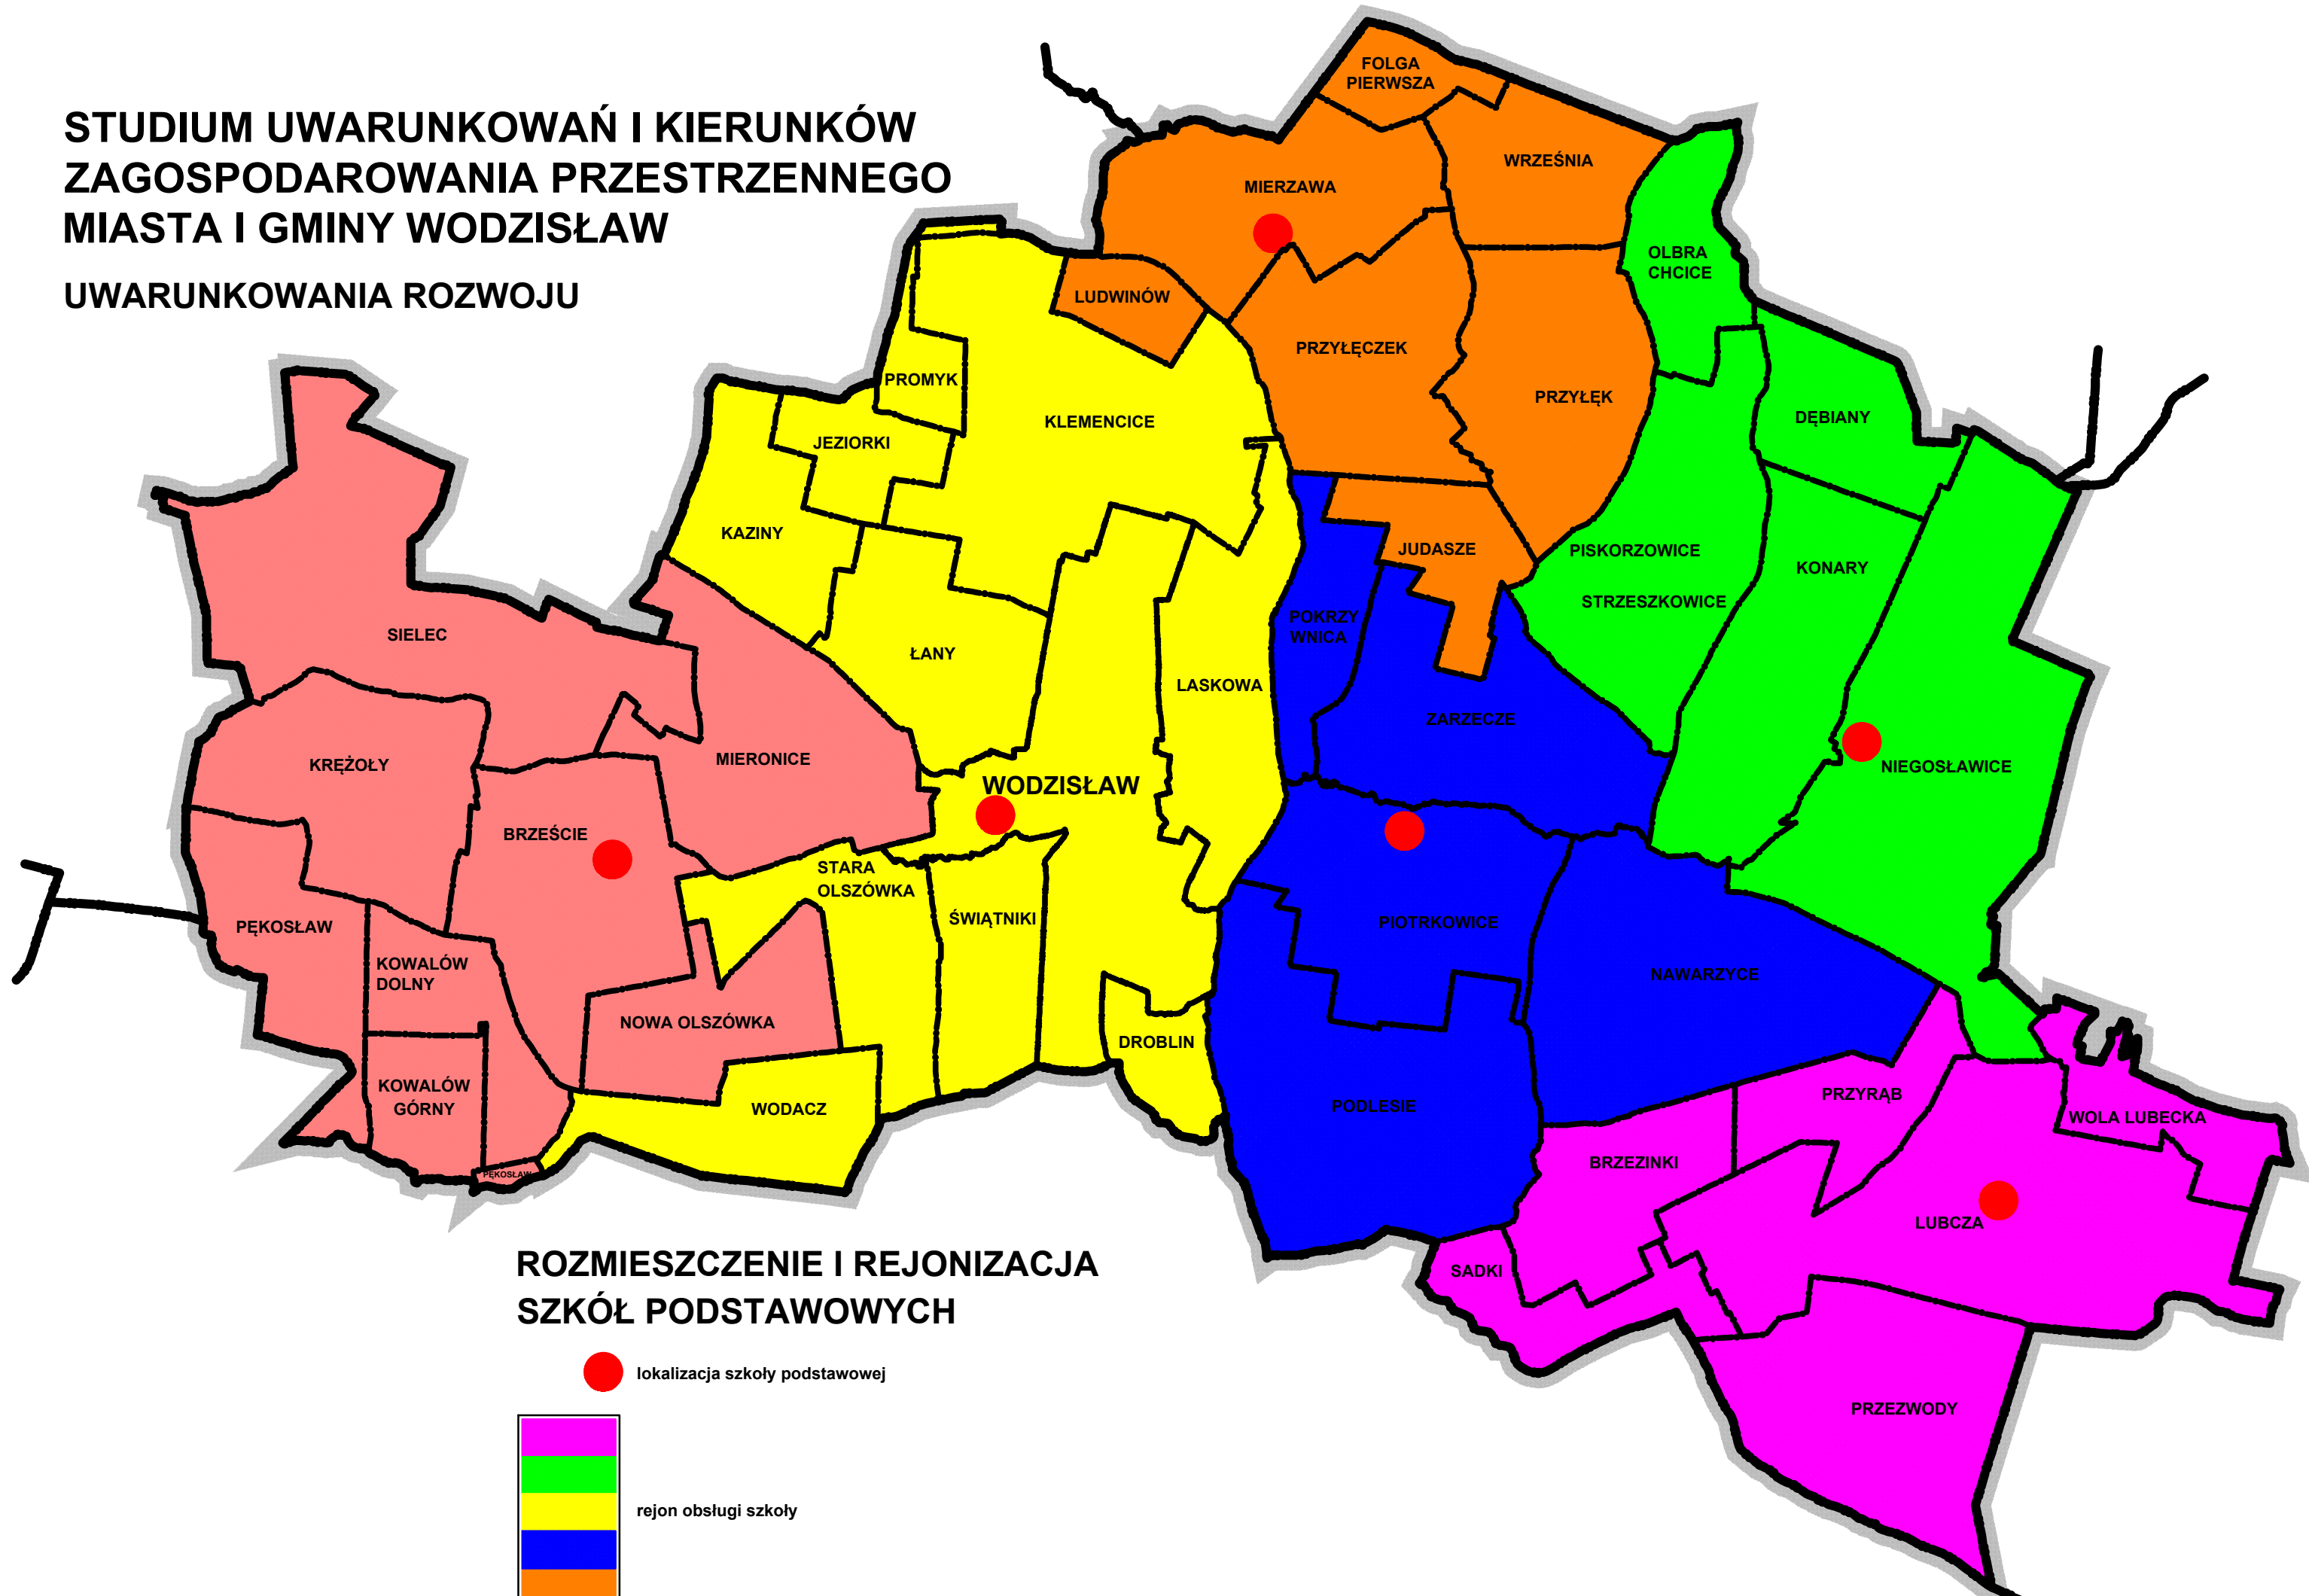 STUDIUM UWARUNKOWAŃ I KIERUNKÓW
ZAGOSPODAROWANIA PRZESTRZENNEGO
MIASTA I GMINY WODZISŁAW
UWARUNKOWANIA ROZWOJU
FOLGA
PIERWSZA
WRZEŚNIA
MIERZAWA
OLBRA
CHCICE
LUDWINÓW
PRZYŁĘCZEK
PROMYK
PRZYŁĘK
KLEMENCICE
DĘBIANY
JEZIORKI
KAZINY
JUDASZE
PISKORZOWICE
KONARY
STRZESZKOWICE
POKRZY
WNICA
SIELEC
ŁANY
LASKOWA
ZARZECZE
KRĘŻOŁY
MIERONICE
NIEGOSŁAWICE
WODZISŁAW
BRZEŚCIE
STARA
OLSZÓWKA
ŚWIĄTNIKI
PIOTRKOWICE
PĘKOSŁAW
KOWALÓW
DOLNY
NAWARZYCE
NOWA OLSZÓWKA
DROBLIN
KOWALÓW
GÓRNY
WODACZ
PODLESIE
PRZYRĄB
WOLA LUBECKA
BRZEZINKI
PĘKOSŁAW
LUBCZA
SADKI
PRZEZWODY
ROZMIESZCZENIE I REJONIZACJA
SZKÓŁ PODSTAWOWYCH
lokalizacja szkoły podstawowej
rejon obsługi szkoły